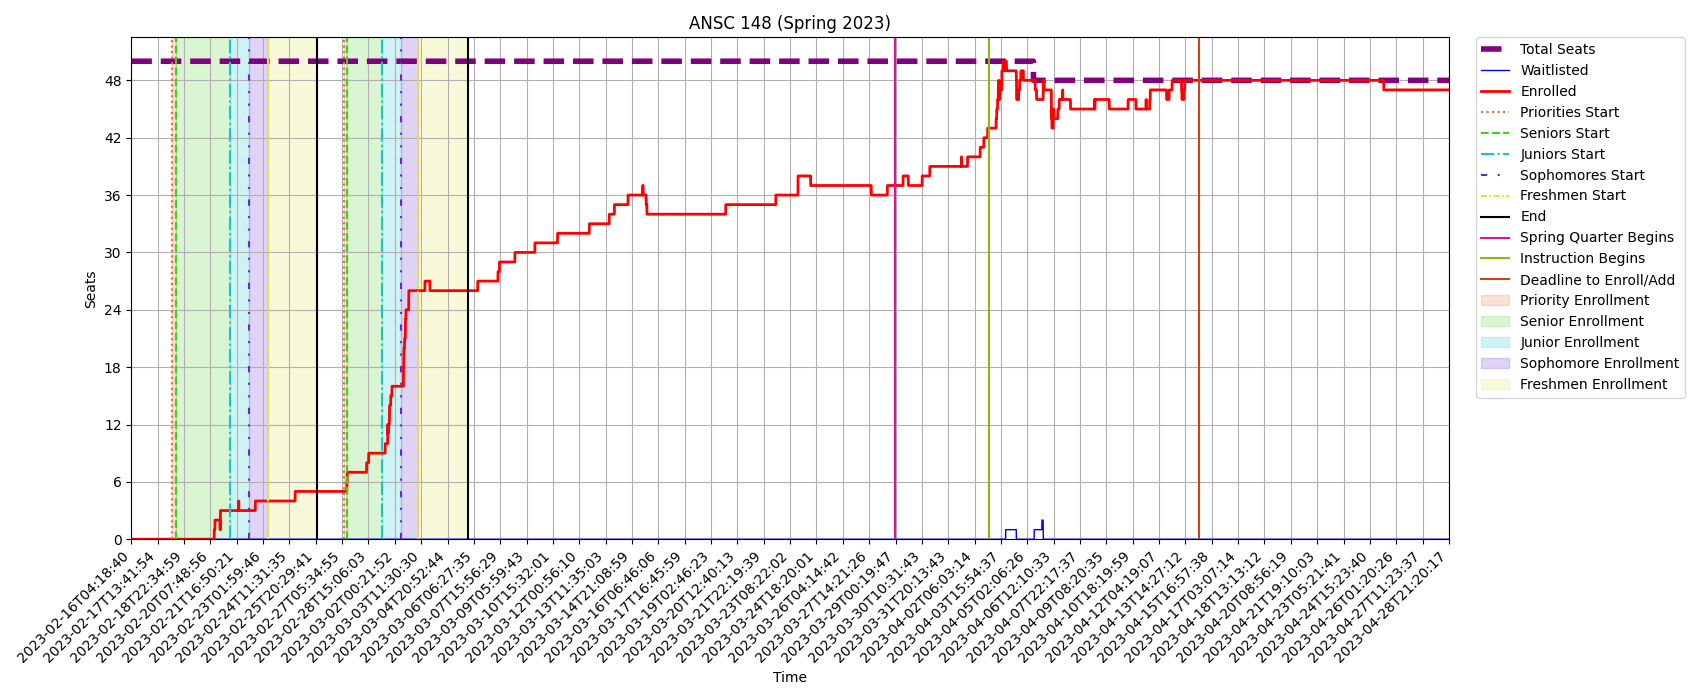 ANSC 148 (Spring 2023)
Seats
48
42
36
30
24
18
12
6
0
2023-02-16T04:18:40
2023-02-17T13:41:54
2023-02-18T22:34:59
2023-02-20T07:48:56
2023-02-21T16:50:21
2023-02-23T01:59:46
2023-02-24T11:31:35
2023-02-25T20:29:41
2023-02-27T05:34:55
2023-02-28T15:06:03
2023-03-02T00:21:52
2023-03-03T11:30:30
2023-03-04T20:52:44
2023-03-06T06:27:35
2023-03-07T15:56:29
2023-03-09T05:59:43
2023-03-10T15:32:01
2023-03-12T00:56:10
2023-03-13T11:35:03
2023-03-14T21:08:59
2023-03-16T06:46:06
2023-03-17T16:45:59
2023-03-19T02:46:23
2023-03-20T12:40:13
2023-03-21T22:19:39
2023-03-23T08:22:02
2023-03-24T18:20:01
2023-03-26T04:14:42
2023-03-27T14:21:26
2023-03-29T00:19:47
2023-03-30T10:31:43
2023-03-31T20:13:43
2023-04-02T06:03:14
2023-04-03T15:54:37
2023-04-05T02:06:26
2023-04-06T12:10:33
2023-04-07T22:17:37
2023-04-09T08:20:35
2023-04-10T18:19:59
2023-04-12T04:19:07
2023-04-13T14:27:12
2023-04-15T16:57:38
2023-04-17T03:07:14
2023-04-18T13:13:12
2023-04-20T08:56:19
2023-04-21T19:10:03
2023-04-23T05:21:41
2023-04-24T15:23:40
2023-04-26T01:20:26
2023-04-27T11:23:37
2023-04-28T21:20:17
Time
Total Seats
Waitlisted
Enrolled
Priorities Start
Seniors Start
Juniors Start
Sophomores Start
Freshmen Start
End
Spring Quarter Begins
Instruction Begins
Deadline to Enroll/Add
Priority Enrollment
Senior Enrollment
Junior Enrollment
Sophomore Enrollment
Freshmen Enrollment